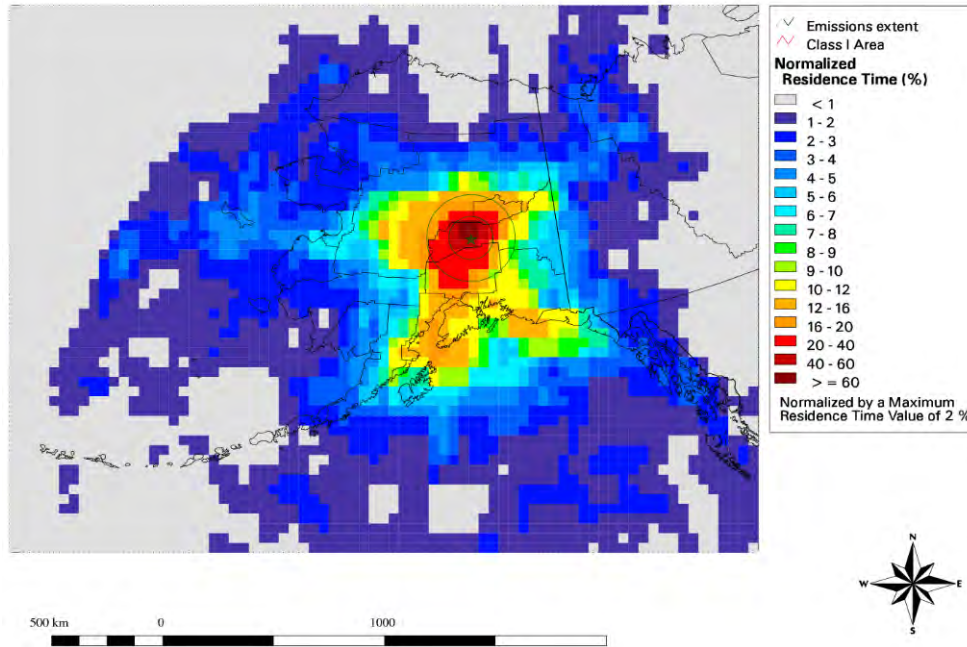 Emissions extent
Class I Area
Normalized
Residence Time (%)
< 1
1 - 2
2 - 3
3 - 4
4 - 5
5 - 6
6 - 7
7 - 8
8 - 9
9 - 10
10 - 12
12 - 16
16 - 20
20 - 40
40 - 60
> = 60
Normalized by a Maximum
Residence Time Value of 2 %
N
W E
S
500 km 0 1000